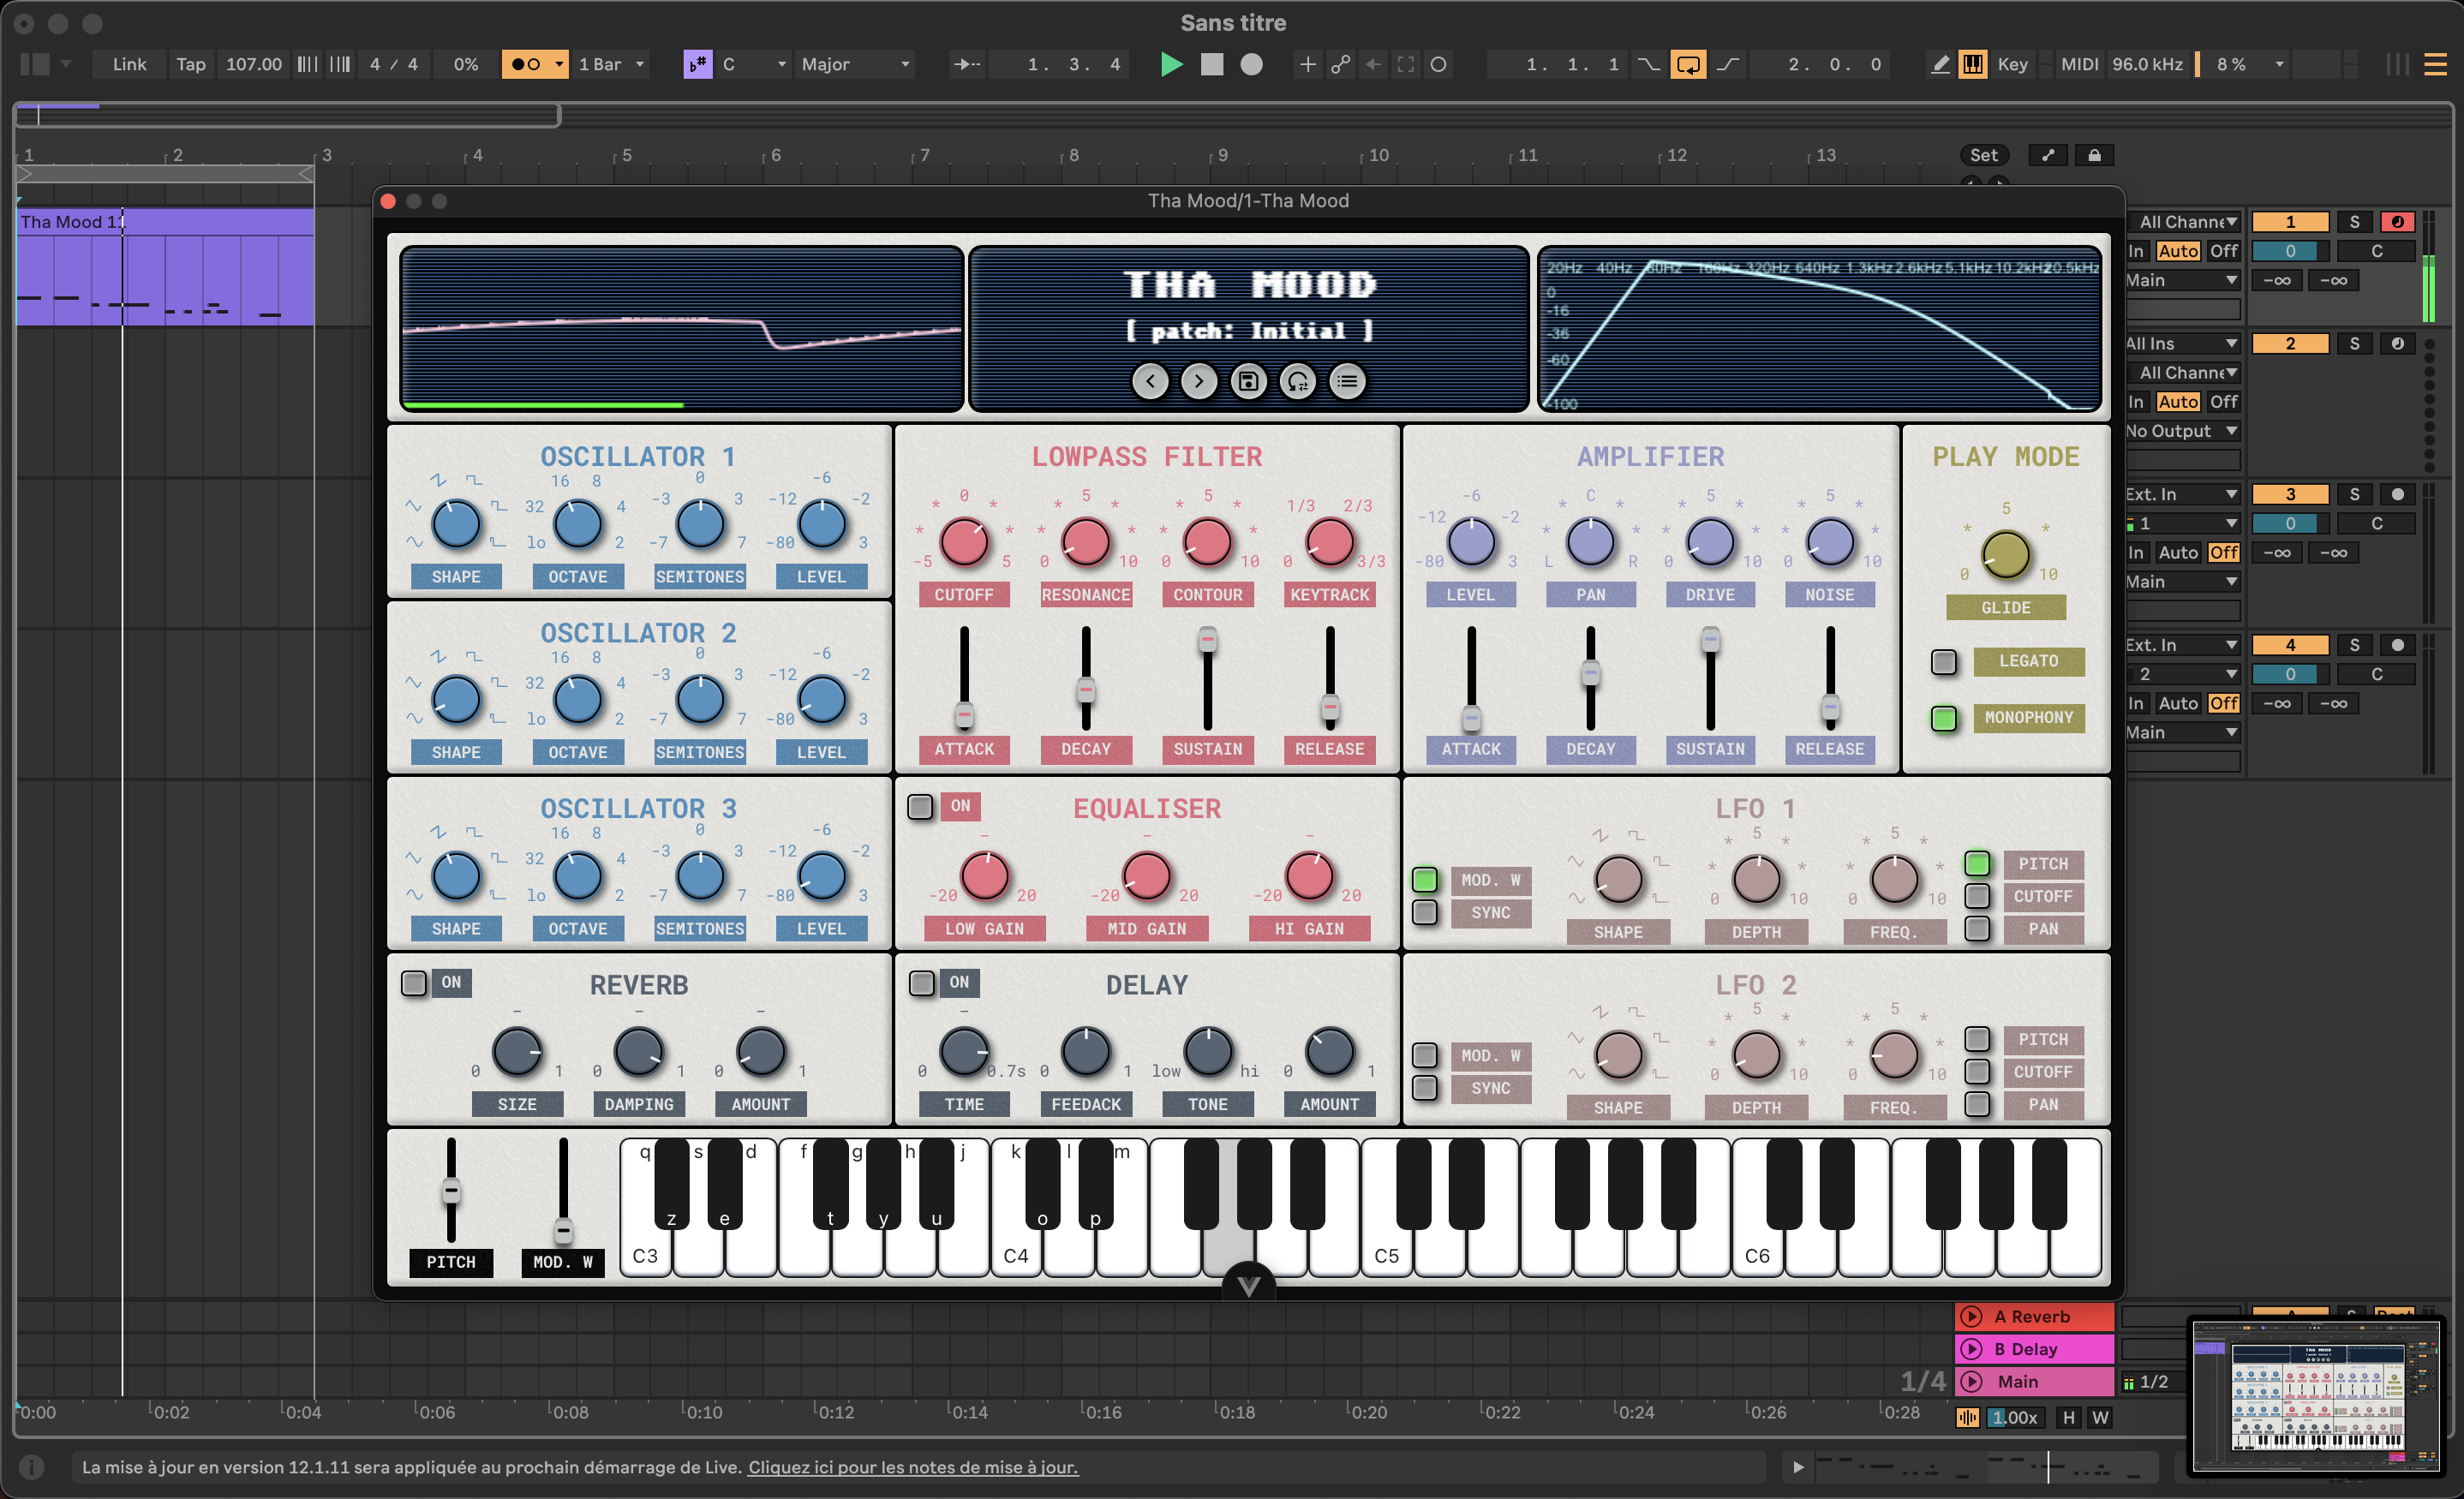 Sans titre
Link Tap 107.00 4 / 4 0% 1 Bar C Major 1. 3. 4 1. 1. 1 2. 0. 0 Key MIDI 96.0 kHz 8 %
1 2 3 4 5 6 7 8 9 10 11 12 13 Set
Tha Mood/1-Tha Mood
Tha Mood 11
THA MOOD
[ patch: Initial ]
20Hz 40Hz 80Hz 160Hz 320Hz 640Hz 1.3kHz 2.6kHz 5.1kHz 10.2kHz 20.5kHz
0
-16
-36
-60
-100
All Channe 1 S
In Auto Off 0 C
Main -∞ -∞
All Ins 2 S
All Channe
In Auto Off
No Output
Ext. In 3 S
1 0 C
In Auto Off -∞ -∞
Main
Ext. In 4 S
2 0 C
In Auto Off -∞ -∞
Main
OSCILLATOR 1
16 8 0 -6
32 4 -3 3 -12 -2
lo 2 -7 7 -80 3
SHAPE OCTAVE SEMITONES LEVEL
OSCILLATOR 2
16 8 0 -6
32 4 -3 3 -12 -2
lo 2 -7 7 -80 3
SHAPE OCTAVE SEMITONES LEVEL
OSCILLATOR 3
16 8 0 -6
32 4 -3 3 -12 -2
lo 2 -7 7 -80 3
SHAPE OCTAVE SEMITONES LEVEL
LOWPASS FILTER
0 5 5 1/3 2/3
-5 5 0 10 0 10 0 3/3
CUTOFF RESONANCE CONTOUR KEYTRACK
ATTACK DECAY SUSTAIN RELEASE
AMPLIFIER
-6 C 5 5
-12 -2
-80 3 L R 0 10 0 10
LEVEL PAN DRIVE NOISE
ATTACK DECAY SUSTAIN RELEASE
PLAY MODE
5
0 10
GLIDE
LEGATO
MONOPHONY
ON EQUALISER
-20 20 -20 20 -20 20
LOW GAIN MID GAIN HI GAIN
LFO 1
5 5
MOD. W
SYNC
0 10 0 10
SHAPE DEPTH FREQ.
PITCH
CUTOFF
PAN
ON REVERB
0 1 0 1 0 1
SIZE DAMPING AMOUNT
ON DELAY
0 0.7s 0 1 low hi 0 1
TIME FEEDACK TONE AMOUNT
LFO 2
5 5
MOD. W
SYNC
0 10 0 10
SHAPE DEPTH FREQ.
PITCH
CUTOFF
PAN
q s d f g h j k l m
z e t y u o p
C3 C4 C5 C6
PITCH MOD. W
A Reverb
B Delay
1/4 Main 1/2
0:00 0:02 0:04 0:06 0:08 0:10 0:12 0:14 0:16 0:18 0:20 0:22 0:24 0:26 0:28 1.00x H W
La mise à jour en version 12.1.11 sera appliquée au prochain démarrage de Live. Cliquez ici pour les notes de mise à jour.